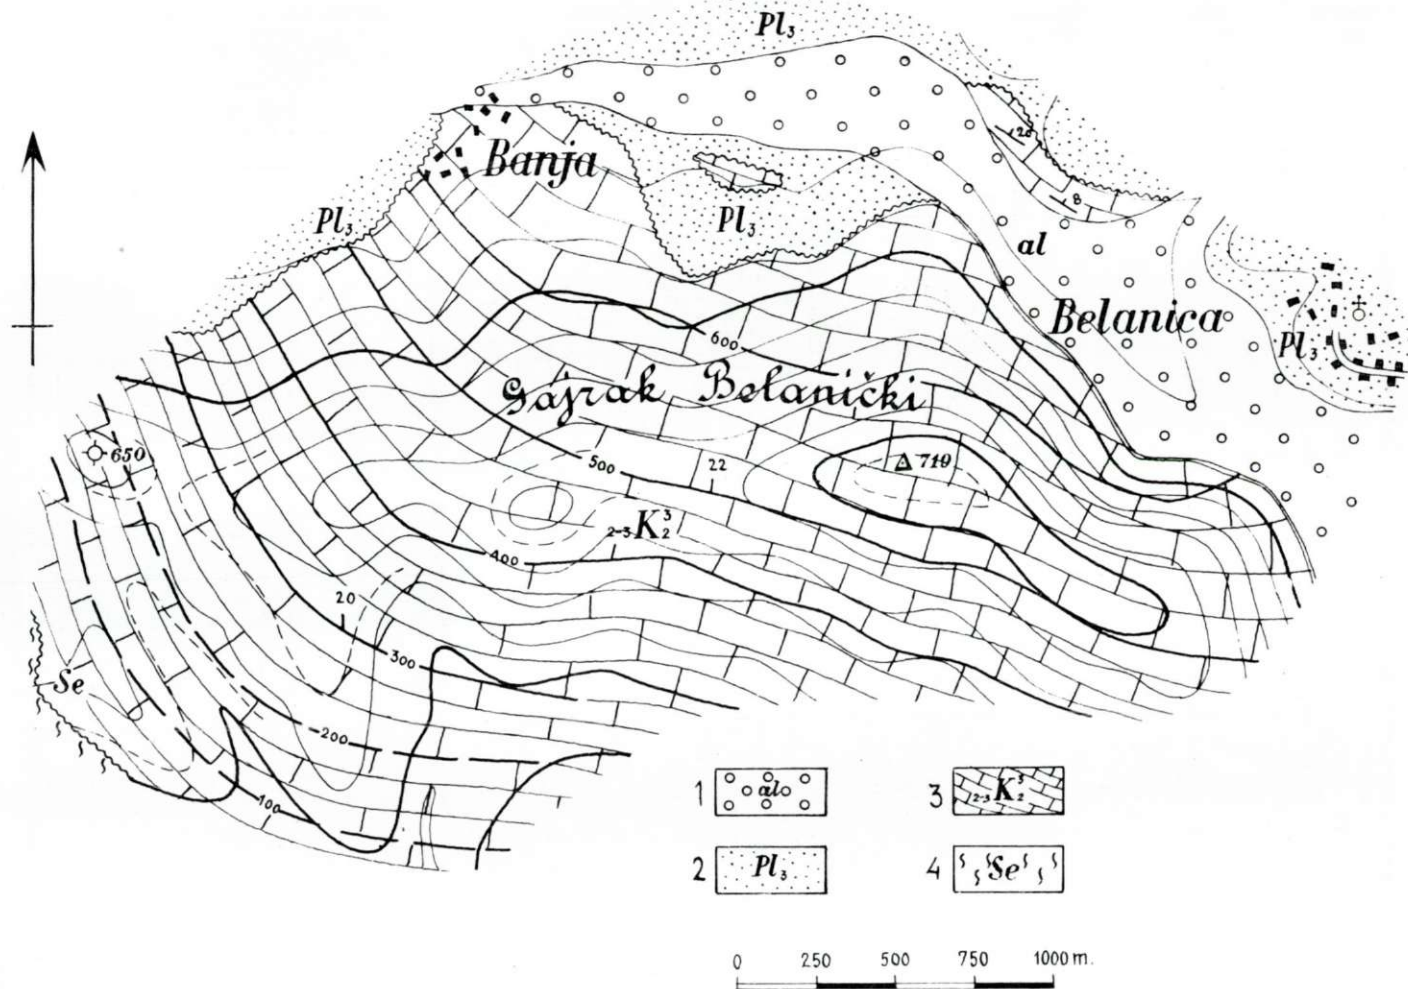 Pl₃
20
Banja
8
Pl₃
Pl₃
al
Belanica
Pl₃
600
Gajrak Belanički
650
500
22
719
₂₋₃K₂³
400
20
300
Se
200
100
1 al
3 ₂₋₃K₂³
2 Pl₃
4 Se
0 250 500 750 1000 m.